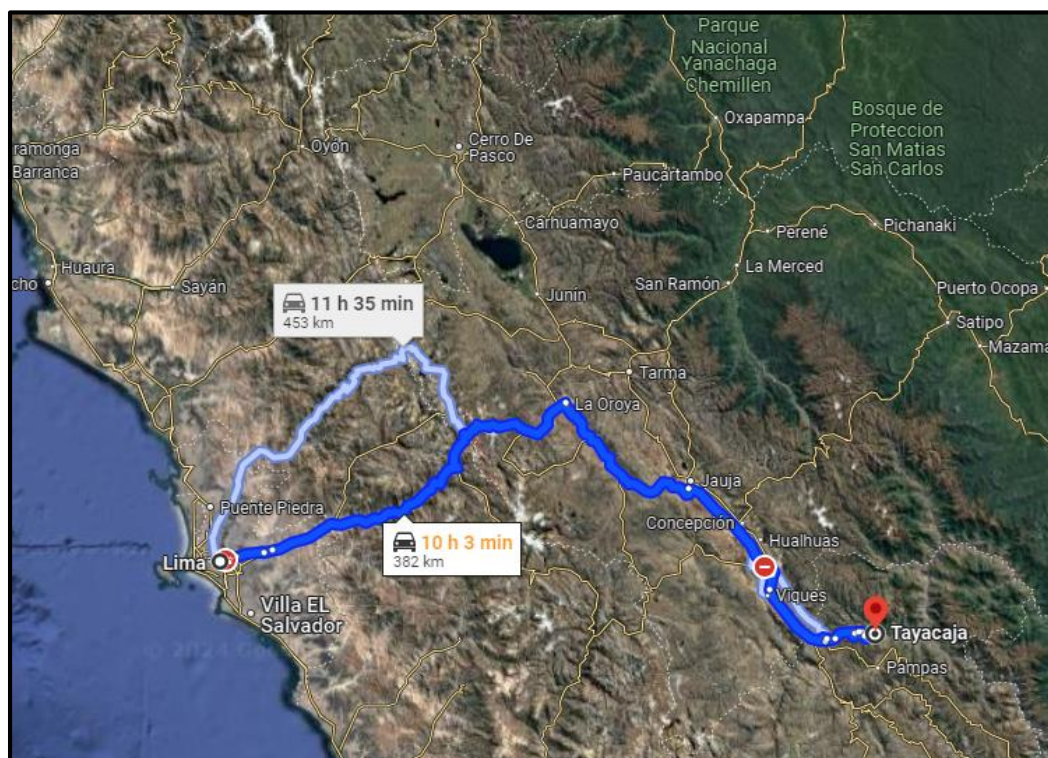 Parque
Nacional
Yanachaga
Chemillen
Oxapampa
Bosque de
Proteccion
San Matias
San Carlos
ramonga
Barranca
Oyón
Cerro De
Pasco
Paucartambo
Carhuamayo
Perené
Pichanaki
Huaura
cho
Sayán
La Merced
San Ramón
Junín
Puerto Ocopa
Satipo
Mazama
11 h 35 min
453 km
Tarma
La Oroya
Jauja
Puente Piedra
Concepción
Hualhuas
10 h 3 min
382 km
Lima
Viques
Villa EL
Salvador
Tayacaja
Pampas